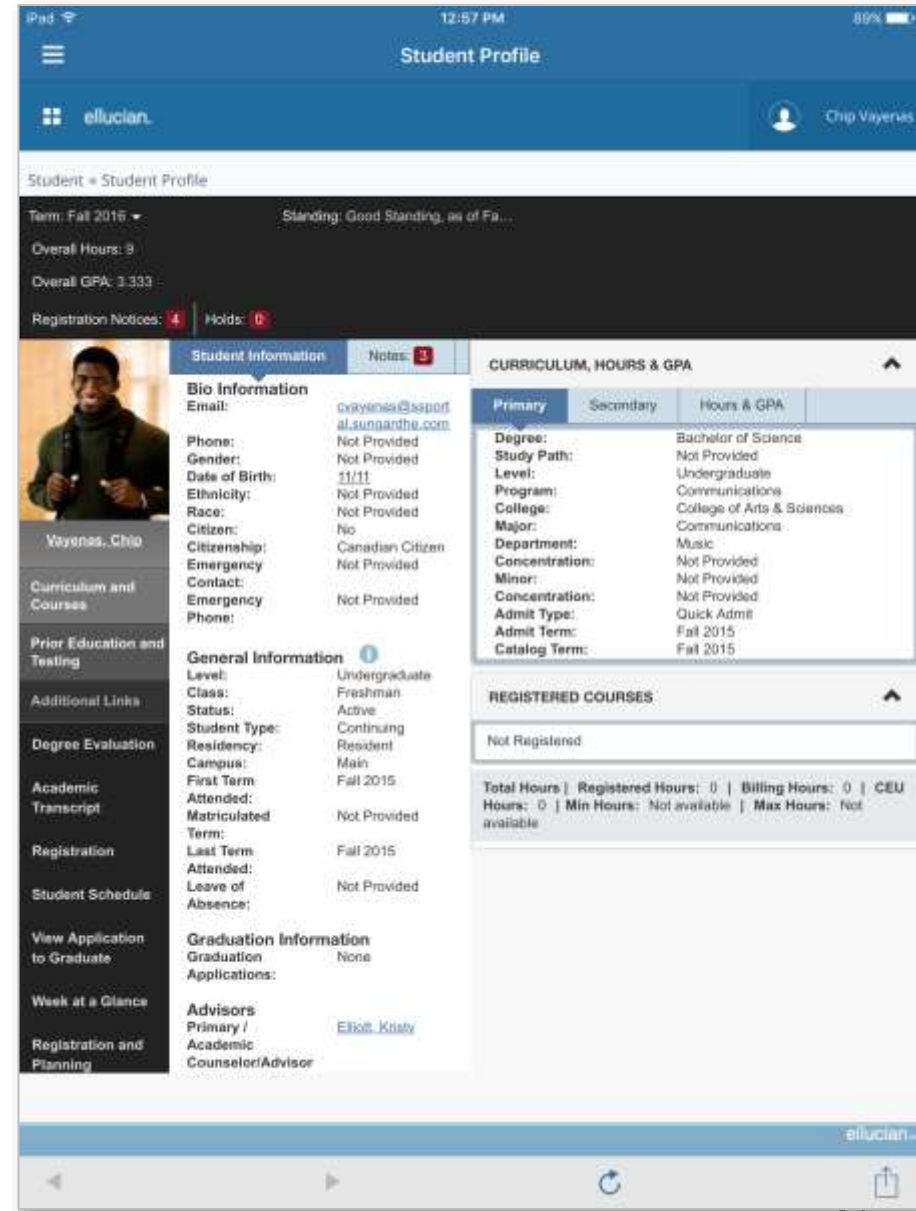 iPad
12:57 PM
89%
Student Profile
ellucian.
Chip Vayenas
Student • Student Profile
Term: Fall 2016
Standing: Good Standing, as of Fa...
Overall Hours: 9
Overall GPA: 3.333
Registration Notices: 4
Holds: 0
Vayenas, Chip
Curriculum and
Courses
Prior Education and
Testing
Additional Links
Degree Evaluation
Academic
Transcript
Registration
Student Schedule
View Application
to Graduate
Week at a Glance
Registration and
Planning
Student Information
Notes: 3
Bio Information
Email: cvayenas@ssport
al.sungardhe.com
Phone: Not Provided
Gender: Not Provided
Date of Birth: 11/11
Ethnicity: Not Provided
Race: Not Provided
Citizen: No
Citizenship: Canadian Citizen
Emergency Not Provided
Contact:
Emergency Not Provided
Phone:
General Information
Level: Undergraduate
Class: Freshman
Status: Active
Student Type: Continuing
Residency: Resident
Campus: Main
First Term Fall 2015
Attended:
Matriculated Not Provided
Term:
Last Term Fall 2015
Attended:
Leave of Not Provided
Absence:
Graduation Information
Graduation None
Applications:
Advisors
Primary / Elliott, Kristy
Academic
Counselor/Advisor
CURRICULUM, HOURS & GPA
Primary
Secondary
Hours & GPA
Degree: Bachelor of Science
Study Path: Not Provided
Level: Undergraduate
Program: Communications
College: College of Arts & Sciences
Major: Communications
Department: Music
Concentration: Not Provided
Minor: Not Provided
Concentration: Not Provided
Admit Type: Quick Admit
Admit Term: Fall 2015
Catalog Term: Fall 2015
REGISTERED COURSES
Not Registered
Total Hours | Registered Hours: 0 | Billing Hours: 0 | CEU
Hours: 0 | Min Hours: Not available | Max Hours: Not
available
ellucian.